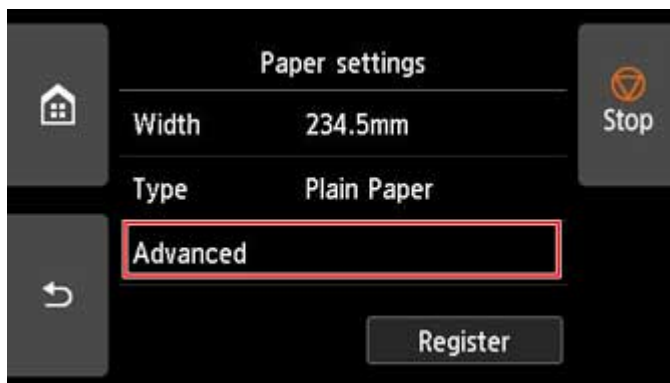 Paper settings
Width 234.5mm
Stop
Type Plain Paper
Advanced
Register